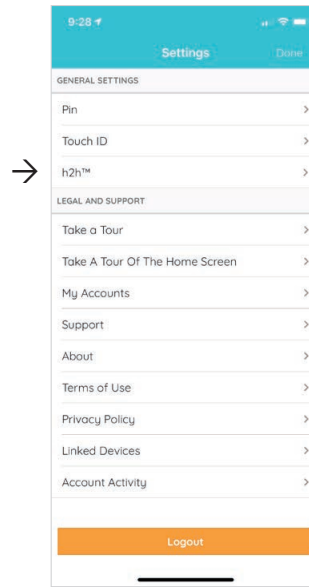 9:28
Settings
Done
GENERAL SETTINGS
Pin
Touch ID
h2h™
LEGAL AND SUPPORT
Take a Tour
Take A Tour Of The Home Screen
My Accounts
Support
About
Terms of Use
Privacy Policy
Linked Devices
Account Activity
Logout